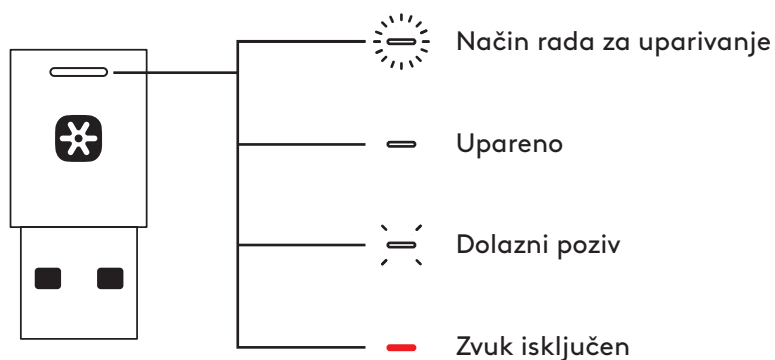 Način rada za uparivanje
Upareno
Dolazni poziv
Zvuk isključen